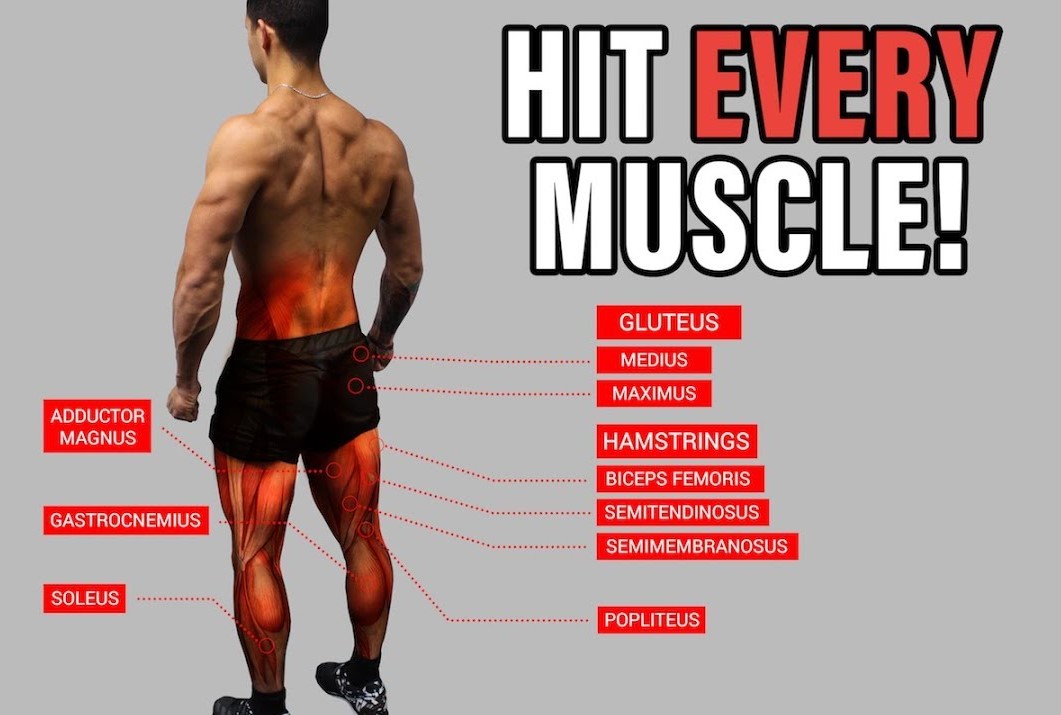 HIT EVERY
MUSCLE!
GLUTEUS
MEDIUS
MAXIMUS
ADDUCTOR
MAGNUS
HAMSTRINGS
BICEPS FEMORIS
SEMITENDINOSUS
SEMIMEMBRANOSUS
GASTROCNEMIUS
SOLEUS
POPLITEUS